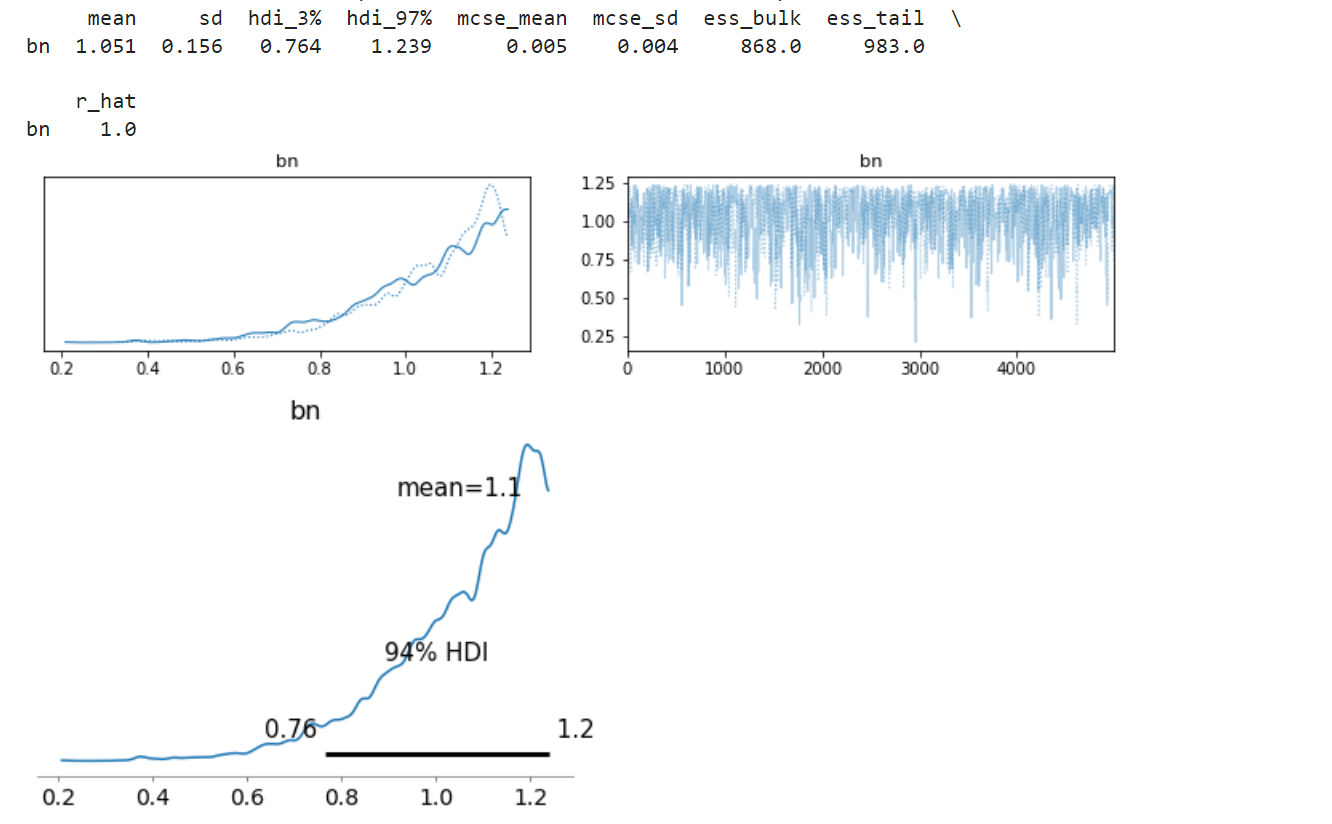 mean sd hdi_3% hdi_97% mcse_mean mcse_sd ess_bulk ess_tail \
bn 1.051 0.156 0.764 1.239 0.005 0.004 868.0 983.0
r_hat
bn 1.0
bn
bn
1.25
1.00
0.75
0.50
0.25
0.2 0.4 0.6 0.8 1.0 1.2
0 1000 2000 3000 4000
bn
mean=1.1
94% HDI
0.76
1.2
0.2 0.4 0.6 0.8 1.0 1.2